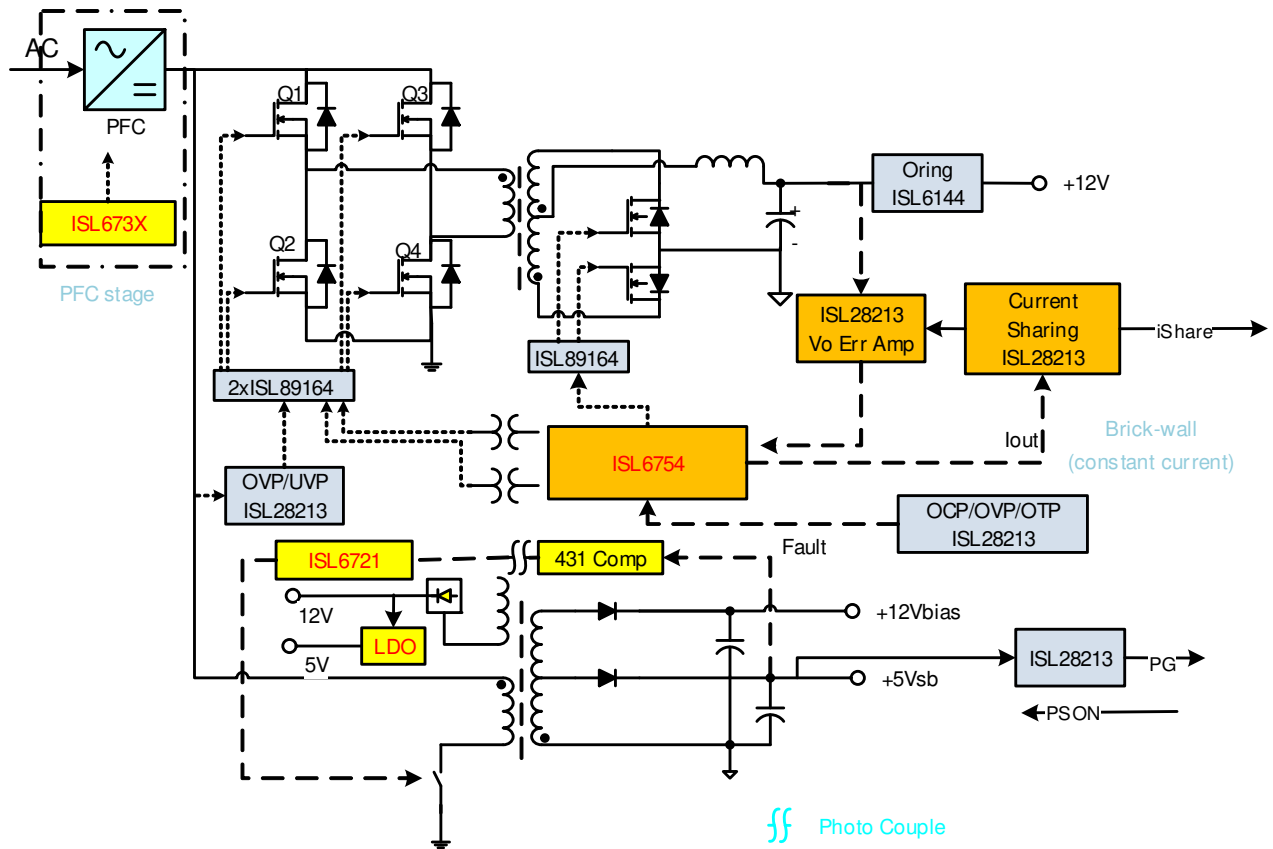 AC
PFC
ISL673X
PFC stage
Q1
Q3
Q2
Q4
Oring
ISL6144
+12V
+
-
ISL28213
Vo Err Amp
Current
Sharing
ISL28213
iShare
ISL89164
2xISL89164
Iout
Brick-wall
(constant current)
ISL6754
OVP/UVP
ISL28213
OCP/OVP/OTP
ISL28213
Fault
ISL6721
431 Comp
12V
LDO
5V
+12Vbias
+5Vsb
ISL28213
PG
PSON
Photo Couple